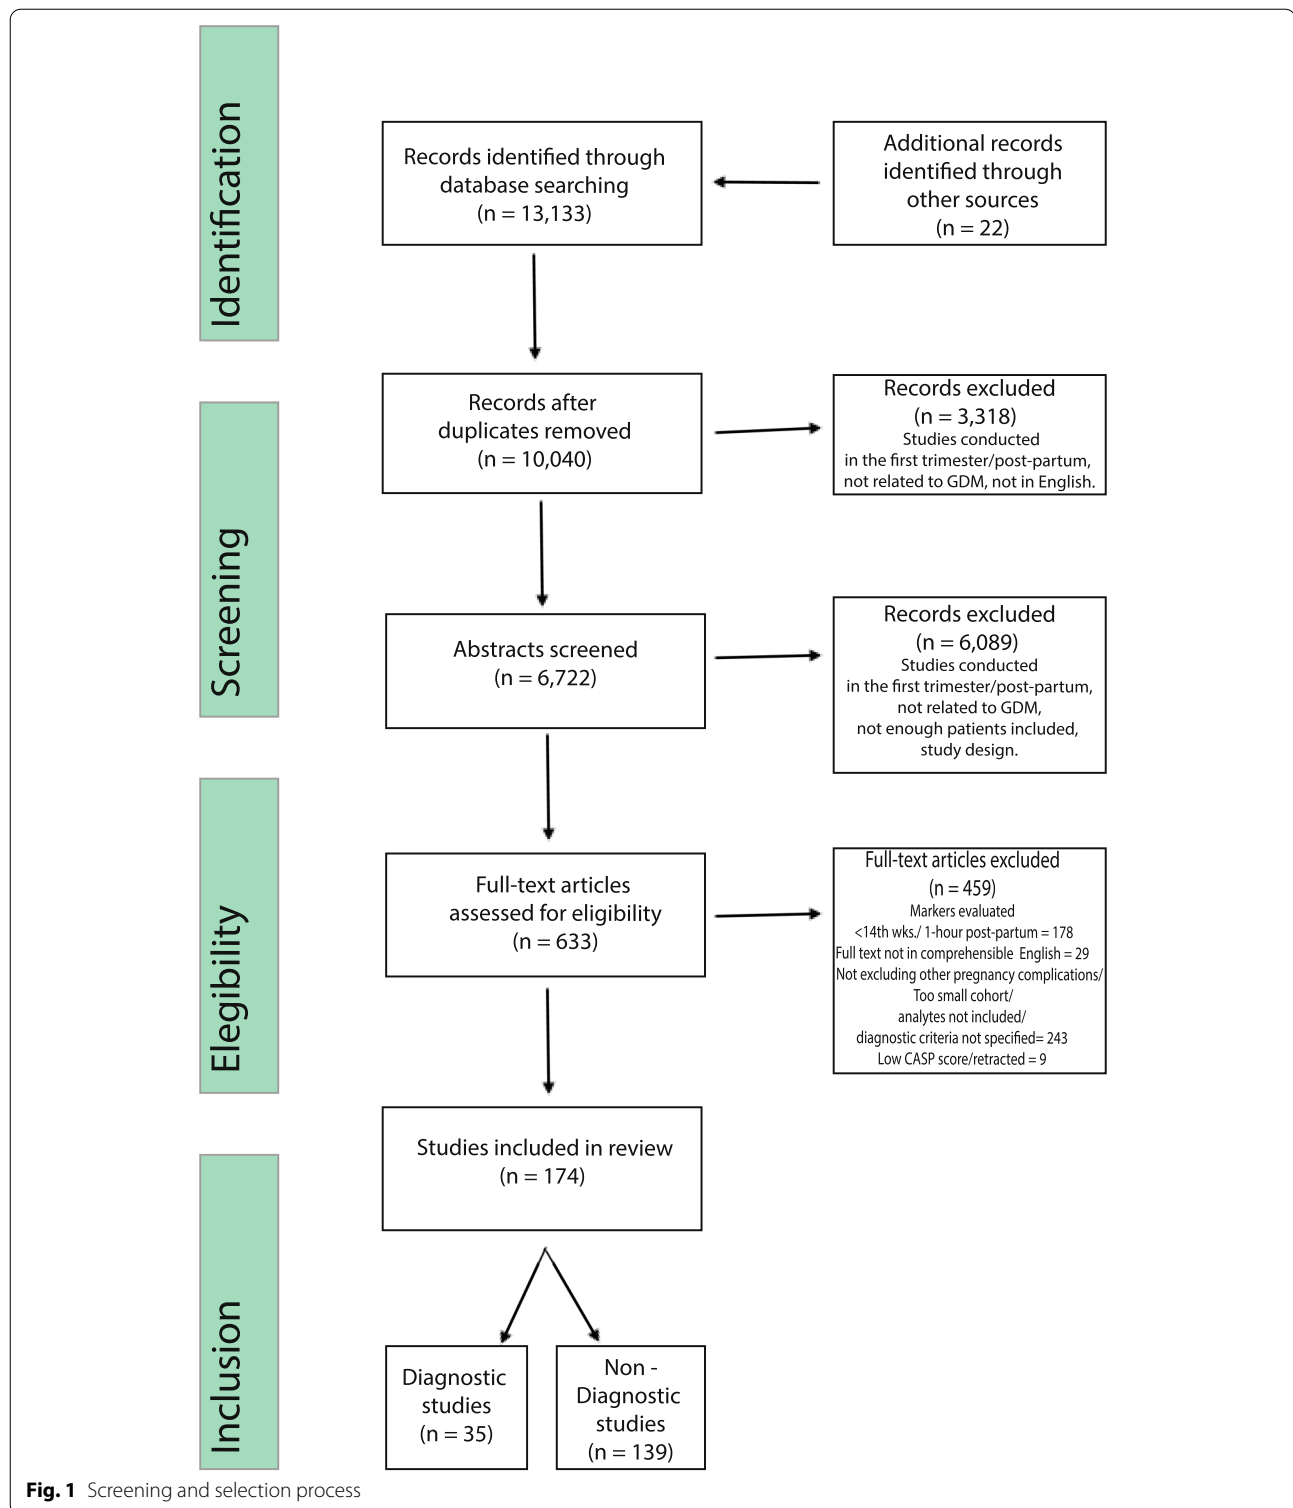 Identification
Records identified through
database searching
(n = 13,133)
Additional records
identified through
other sources
(n = 22)
Screening
Records after
duplicates removed
(n = 10,040)
Records excluded
(n = 3,318)
Studies conducted
in the first trimester/post-partum,
not related to GDM, not in English.
Abstracts screened
(n = 6,722)
Records excluded
(n = 6,089)
Studies conducted
in the first trimester/post-partum,
not related to GDM,
not enough patients included,
study design.
Elegibility
Full-text articles
assessed for eligibility
(n = 633)
Full-text articles excluded
(n = 459)
Markers evaluated
<14th wks./ 1-hour post-partum = 178
Full text not in comprehensible English = 29
Not excluding other pregnancy complications/
Too small cohort/
analytes not included/
diagnostic criteria not specified= 243
Low CASP score/retracted = 9
Inclusion
Studies included in review
(n = 174)
Diagnostic
studies
(n = 35)
Non -
Diagnostic
studies
(n = 139)
Fig. 1 Screening and selection process